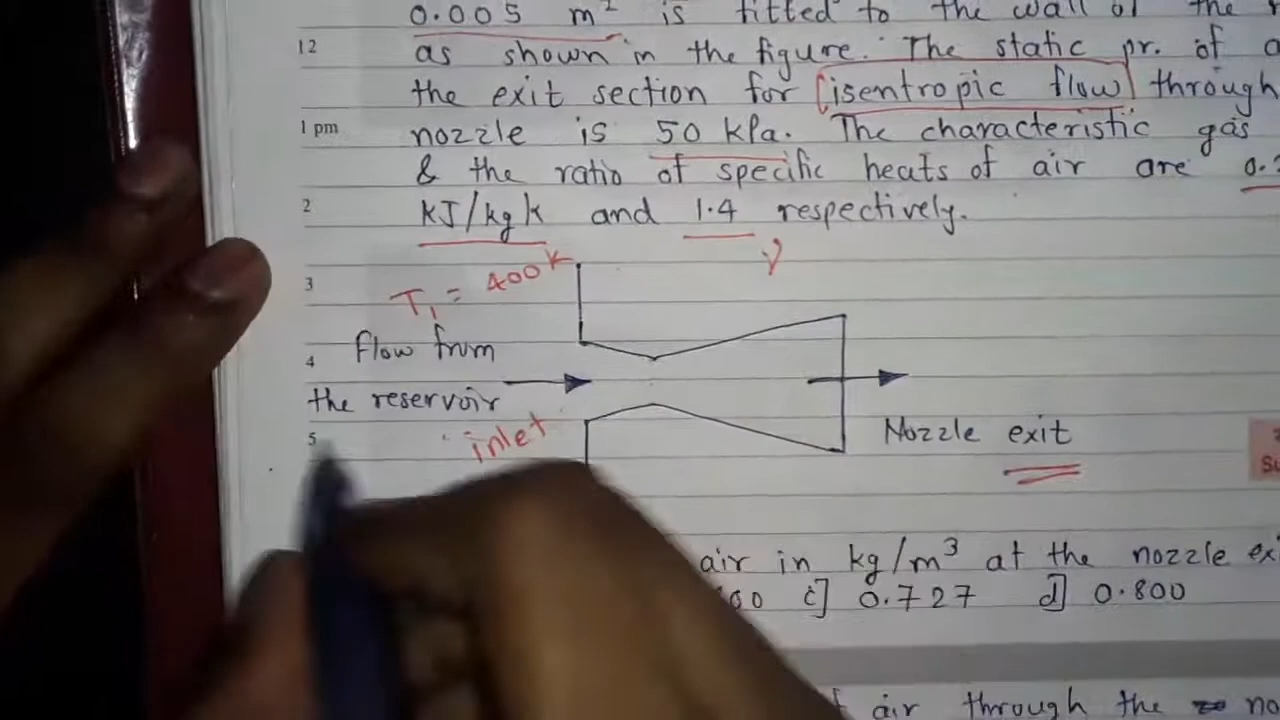 0.005 m² is fitted to the wall of the
12
as shown in the figure. The static pr. of a
the exit section for (isentropic flow) through
1 pm
nozzle is 50 kPa. The characteristic gas
& the ratio of specific heats of air are 0.
2
kJ/kgk and 1.4 respectively.
γ
3
T₁ = 400K
4
flow from
the reservoir
5
inlet
Nozzle exit
air in kg/m³ at the nozzle ex
60 c] 0.727 d] 0.800
air through the no